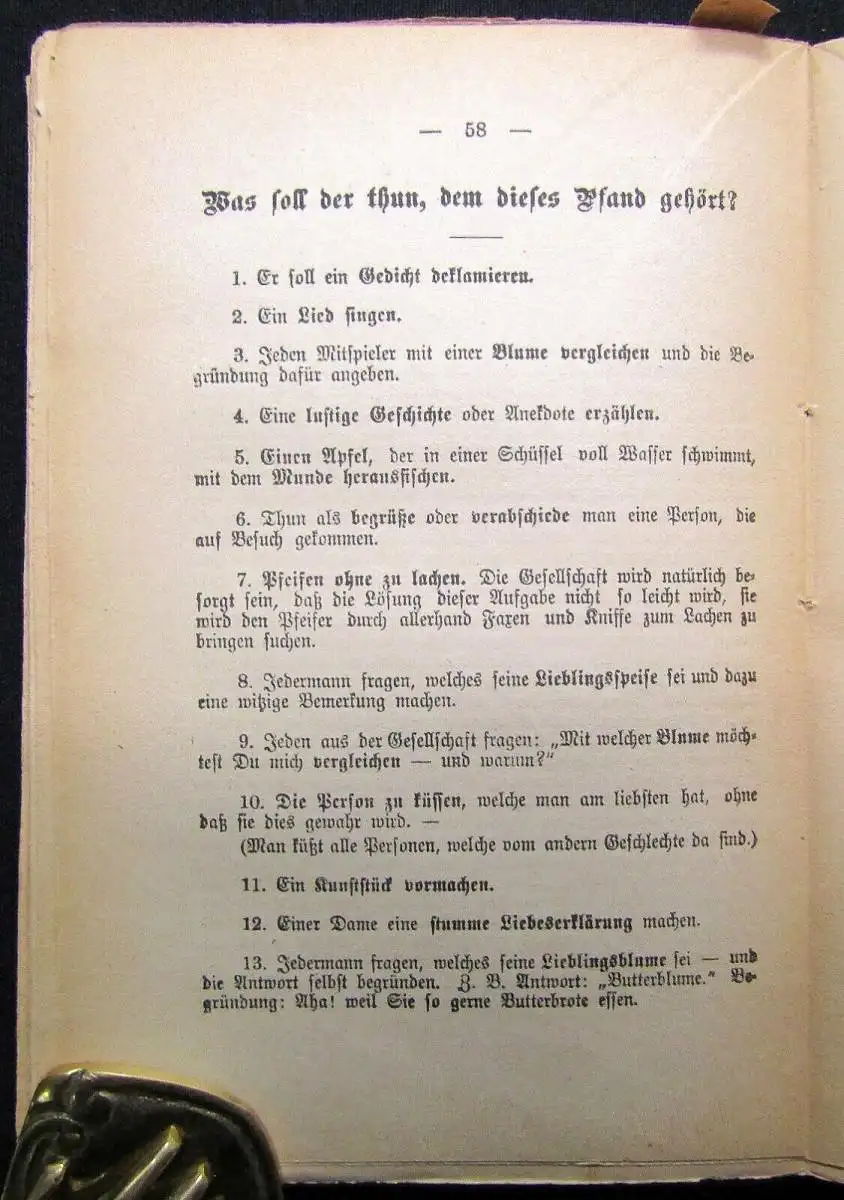 — 58 —
Was soll der thun, dem dieses Pfand gehört?
1. Er soll ein Gedicht deklamieren.
2. Ein Lied singen.
3. Jeden Mitspieler mit einer Blume vergleichen und die Be-
gründung dafür angeben.
4. Eine lustige Geschichte oder Anekdote erzählen.
5. Einen Apfel, der in einer Schüssel voll Wasser schwimmt,
mit dem Munde herausfischen.
6. Thun als begrüße oder verabschiede man eine Person, die
auf Besuch gekommen.
7. Pfeifen ohne zu lachen. Die Gesellschaft wird natürlich be-
sorgt sein, daß die Lösung dieser Aufgabe nicht so leicht wird, sie
wird den Pfeifer durch allerhand Faxen und Kniffe zum Lachen zu
bringen suchen.
8. Jedermann fragen, welches seine Lieblingsspeise sei und dazu
eine witzige Bemerkung machen.
9. Jeden aus der Gesellschaft fragen: „Mit welcher Blume möch-
test Du mich vergleichen — und warum?"
10. Die Person zu küssen, welche man am liebsten hat, ohne
daß sie dies gewahr wird. —
(Man küßt alle Personen, welche vom andern Geschlechte da sind.)
11. Ein Kunststück vormachen.
12. Einer Dame eine stumme Liebeserklärung machen.
13. Jedermann fragen, welches seine Lieblingsblume sei — und
die Antwort selbst begründen. Z. B. Antwort: „Butterblume." Be-
gründung: Aha! weil Sie so gerne Butterbrote essen.